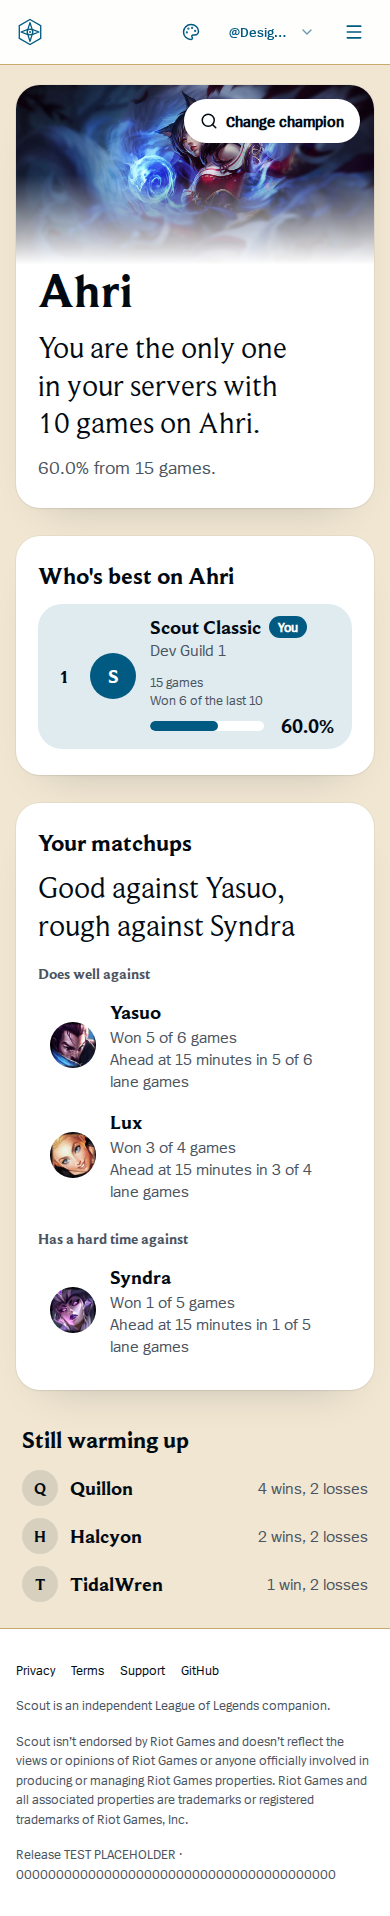 @Desig...
Change champion
Ahri
You are the only one
in your servers with
10 games on Ahri.
60.0% from 15 games.
Who's best on Ahri
1
S
Scout Classic You
Dev Guild 1
15 games
Won 6 of the last 10
60.0%
Your matchups
Good against Yasuo,
rough against Syndra
Does well against
Yasuo
Won 5 of 6 games
Ahead at 15 minutes in 5 of 6
lane games
Lux
Won 3 of 4 games
Ahead at 15 minutes in 3 of 4
lane games
Has a hard time against
Syndra
Won 1 of 5 games
Ahead at 15 minutes in 1 of 5
lane games
Still warming up
Q Quillon 4 wins, 2 losses
H Halcyon 2 wins, 2 losses
T TidalWren 1 win, 2 losses
Privacy Terms Support GitHub
Scout is an independent League of Legends companion.
Scout isn't endorsed by Riot Games and doesn't reflect the
views or opinions of Riot Games or anyone officially involved in
producing or managing Riot Games properties. Riot Games and
all associated properties are trademarks or registered
trademarks of Riot Games, Inc.
Release TEST PLACEHOLDER ·
0000000000000000000000000000000000000000